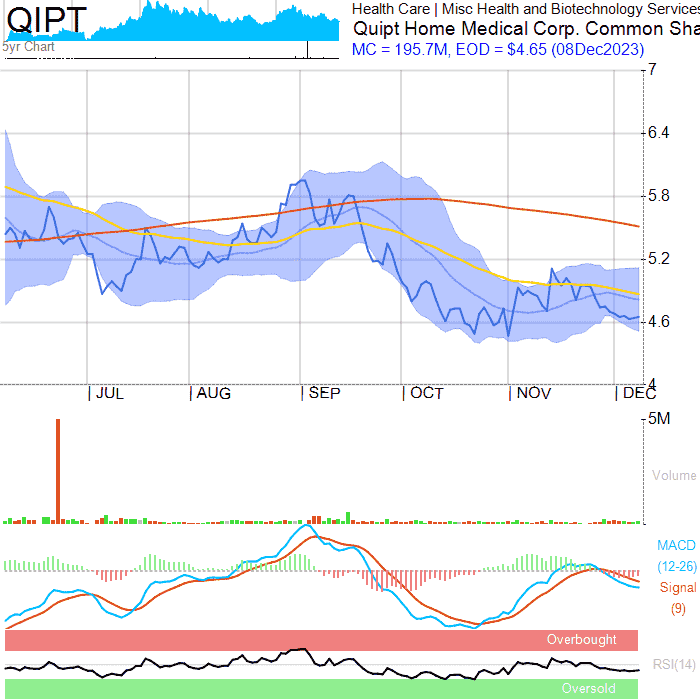 QIPT
Health Care | Misc Health and Biotechnology Services
Quipt Home Medical Corp. Common Sha
5yr Chart
MC = 195.7M, EOD = $4.65 (08Dec2023)
7
6.4
5.8
5.2
4.6
4
JUL
AUG
SEP
OCT
NOV
DEC
5M
Volume
MACD
(12-26)
Signal
(9)
Overbought
RSI(14)
Oversold